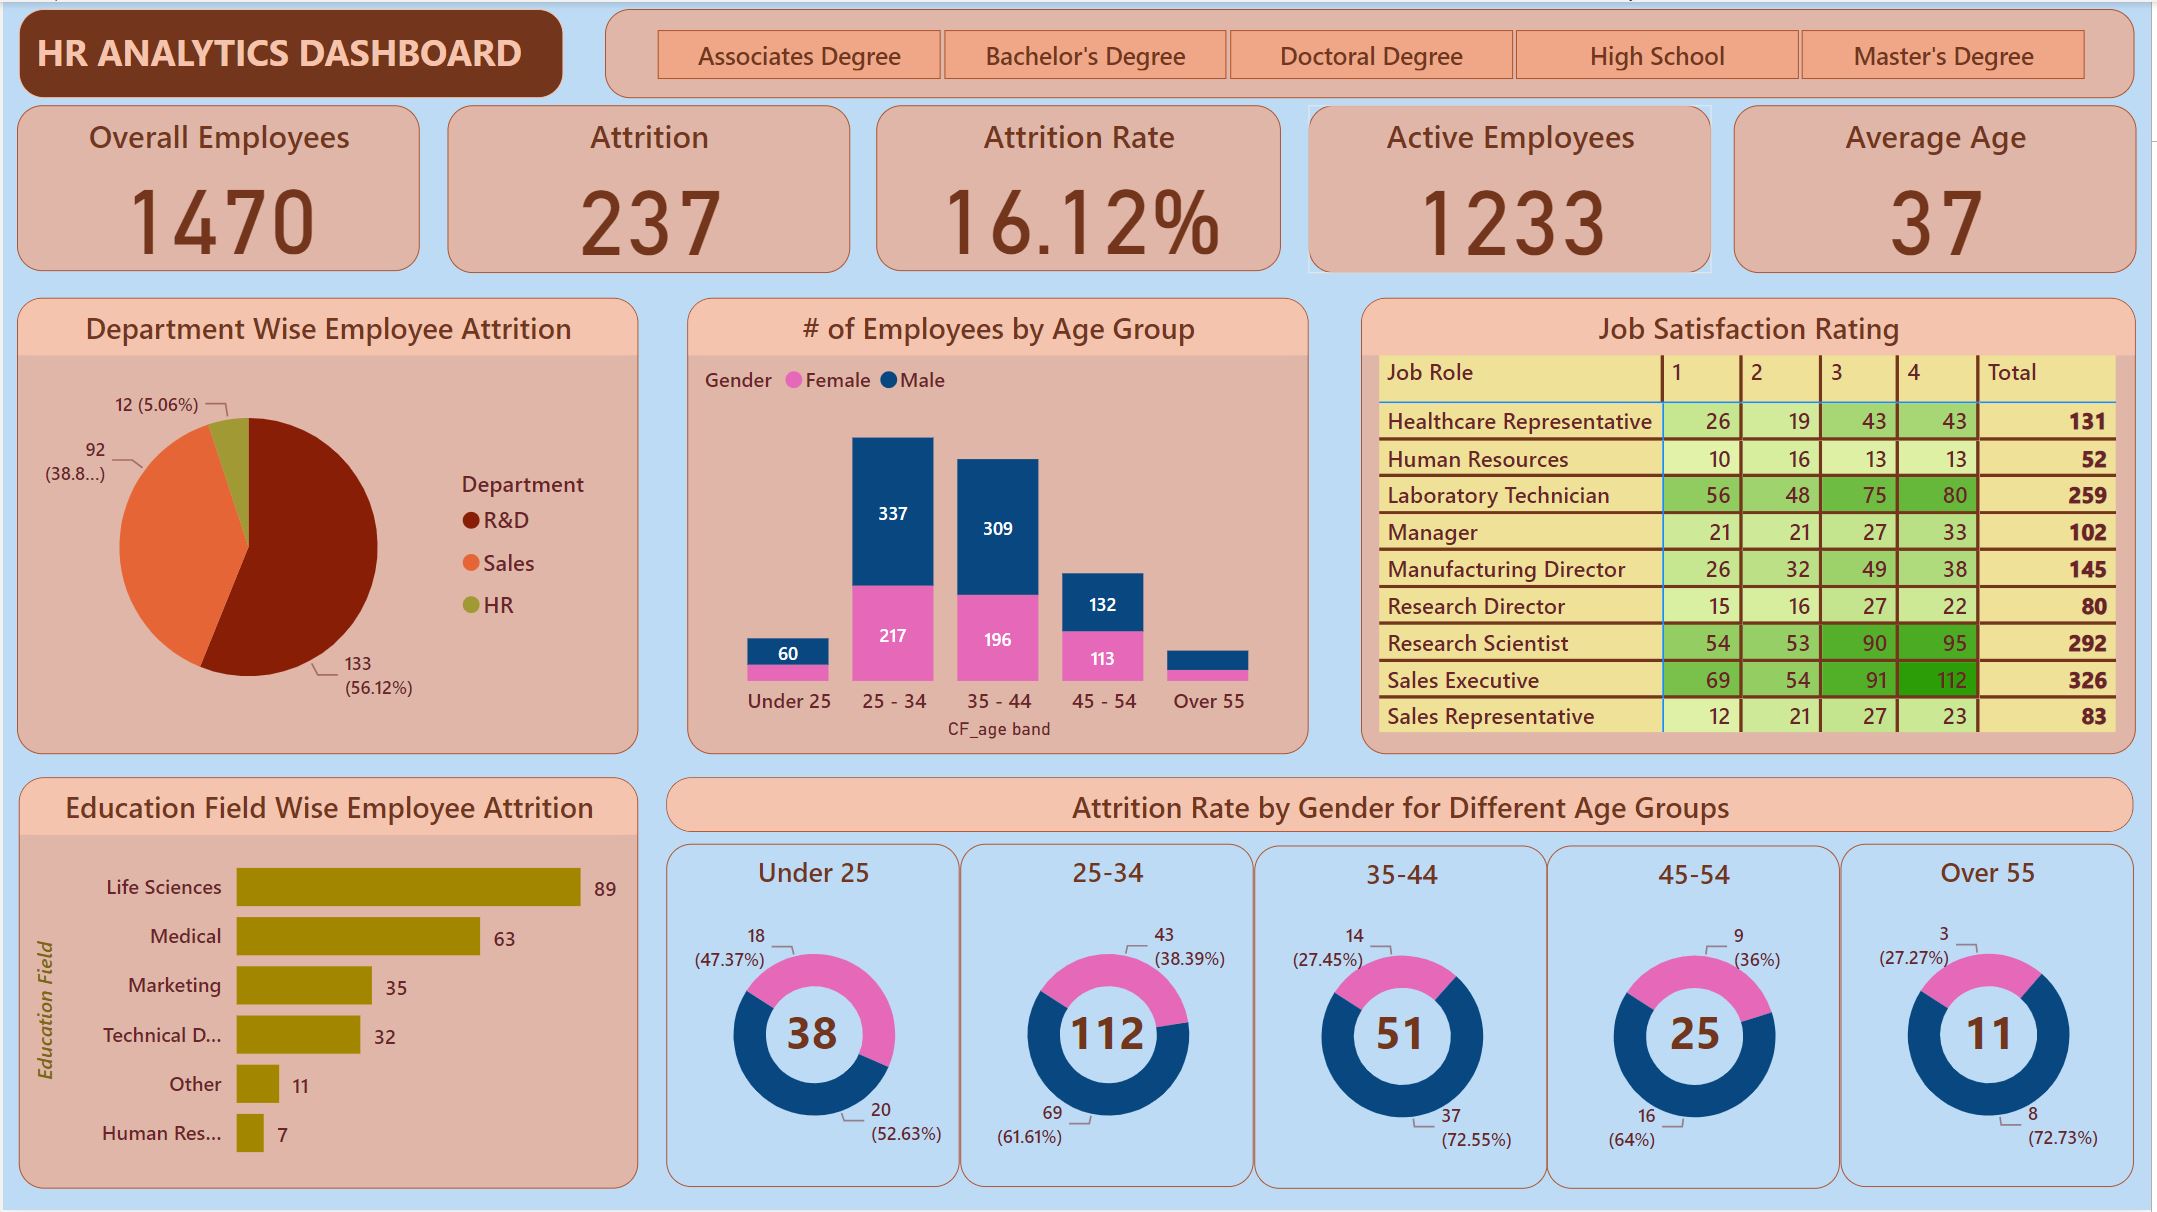 HR ANALYTICS DASHBOARD
Associates Degree
Bachelor's Degree
Doctoral Degree
High School
Master's Degree
Overall Employees
1470
Attrition
237
Attrition Rate
16.12%
Active Employees
1233
Average Age
37
Department Wise Employee Attrition
12 (5.06%)
92
(38.8...)
133
(56.12%)
Department
R&D
Sales
HR
# of Employees by Age Group
Gender Female Male
337
309
132
60
217
196
113
Under 25 25 - 34 35 - 44 45 - 54 Over 55
CF_age band
Job Satisfaction Rating
Job Role 1 2 3 4 Total
Healthcare Representative 26 19 43 43 131
Human Resources 10 16 13 13 52
Laboratory Technician 56 48 75 80 259
Manager 21 21 27 33 102
Manufacturing Director 26 32 49 38 145
Research Director 15 16 27 22 80
Research Scientist 54 53 90 95 292
Sales Executive 69 54 91 112 326
Sales Representative 12 21 27 23 83
Education Field Wise Employee Attrition
Education Field
Life Sciences 89
Medical 63
Marketing 35
Technical D... 32
Other 11
Human Res... 7
Attrition Rate by Gender for Different Age Groups
Under 25
18
(47.37%)
38
20
(52.63%)
25-34
43
(38.39%)
112
69
(61.61%)
35-44
14
(27.45%)
51
37
(72.55%)
45-54
9
(36%)
25
16
(64%)
Over 55
3
(27.27%)
11
8
(72.73%)